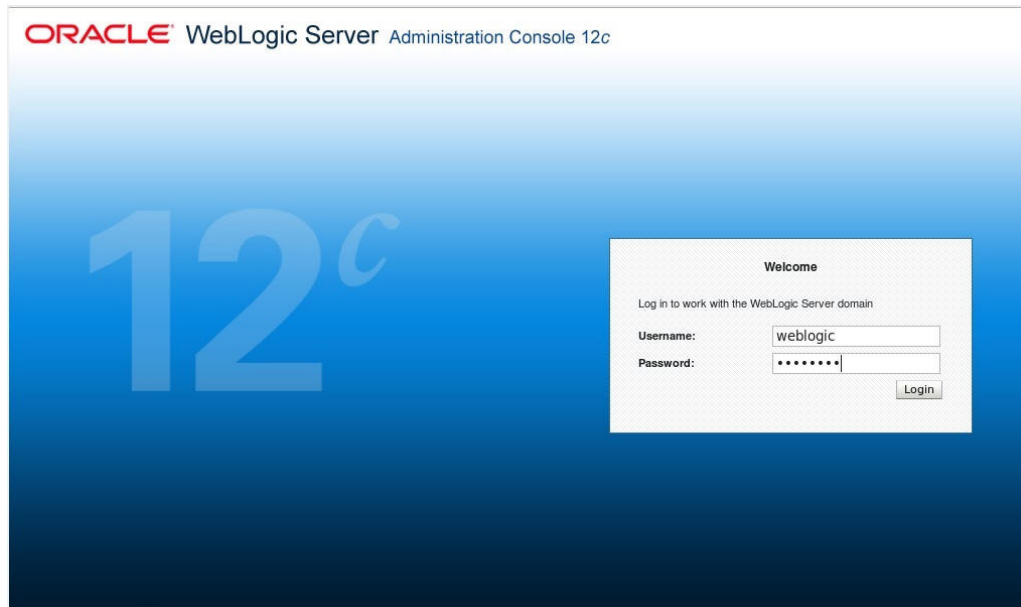 ORACLE WebLogic Server Administration Console 12c
12c
Welcome
Log in to work with the WebLogic Server domain
Username: weblogic
Password: ••••••••
Login